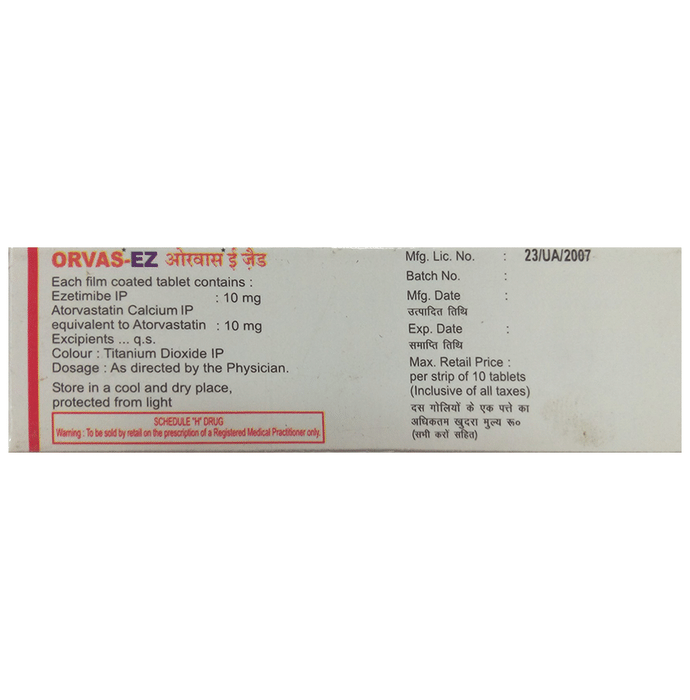 ORVAS-EZ ओरवास ई ज़ैड
Each film coated tablet contains :
Ezetimibe IP : 10 mg
Atorvastatin Calcium IP
equivalent to Atorvastatin : 10 mg
Excipients ... q.s.
Colour : Titanium Dioxide IP
Dosage : As directed by the Physician.
Store in a cool and dry place,
protected from light
SCHEDULE "H" DRUG
Warning : To be sold by retail on the prescription of a Registered Medical Practitioner only.
Mfg. Lic. No. : 23/UA/2007
Batch No. :
Mfg. Date :
उत्पादित तिथि
Exp. Date :
समाप्ति तिथि
Max. Retail Price :
per strip of 10 tablets
(Inclusive of all taxes)
दस गोलियों के एक पत्ते का
अधिकतम खुदरा मुल्य रू०
(सभी करों सहित)